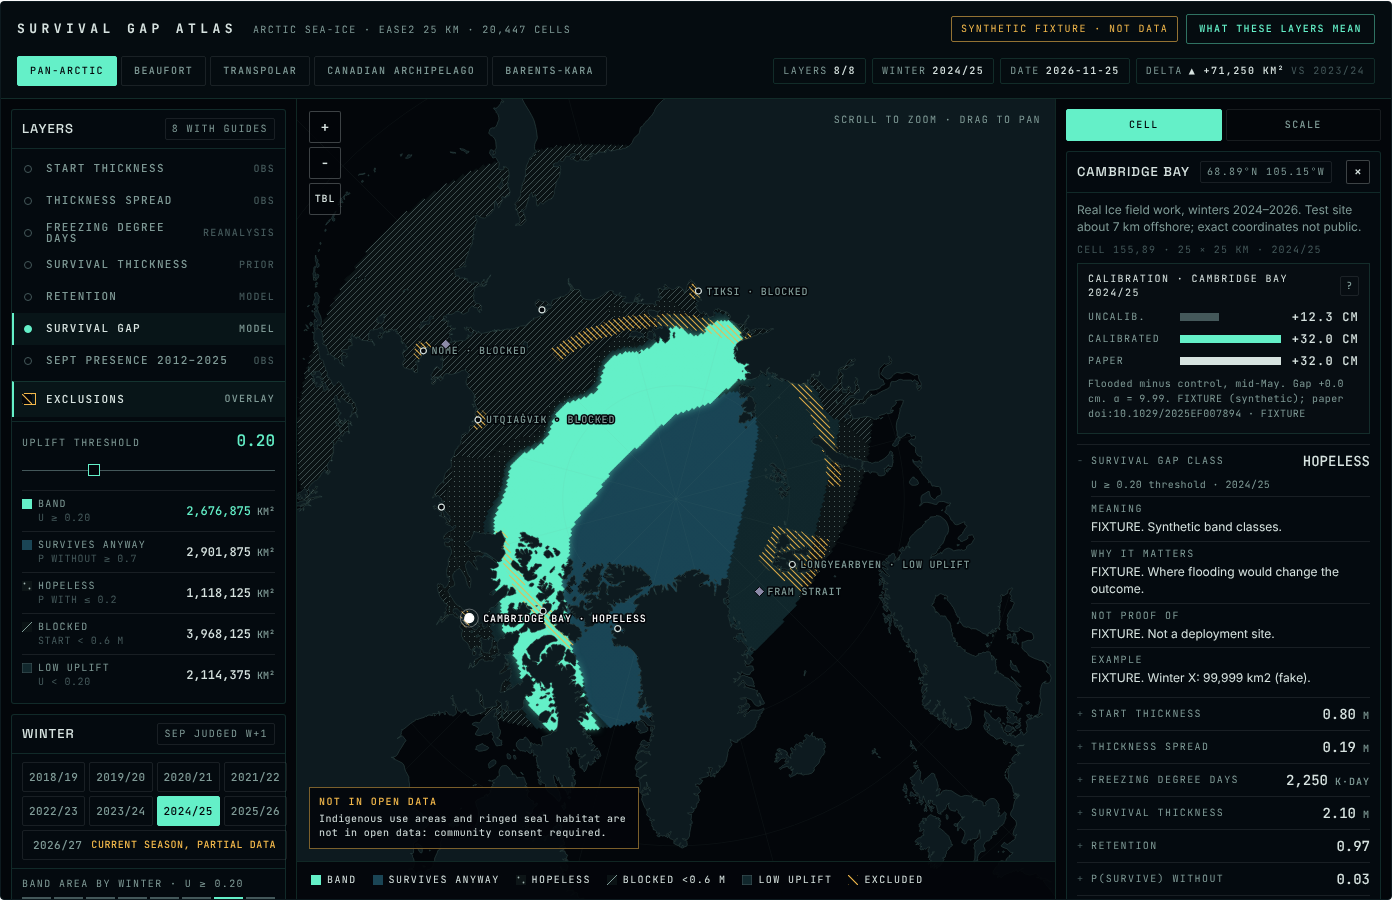 SURVIVAL GAP ATLAS
ARCTIC SEA-ICE · EASE2 25 KM · 20,447 CELLS
SYNTHETIC FIXTURE · NOT DATA
WHAT THESE LAYERS MEAN
PAN-ARCTIC
BEAUFORT
TRANSPOLAR
CANADIAN ARCHIPELAGO
BARENTS-KARA
LAYERS 8/8
WINTER 2024/25
DATE 2026-11-25
DELTA ▲ +71,250 KM² VS 2023/24
LAYERS
8 WITH GUIDES
START THICKNESS OBS
THICKNESS SPREAD OBS
FREEZING DEGREE
DAYS
REANALYSIS
SURVIVAL THICKNESS PRIOR
RETENTION MODEL
SURVIVAL GAP MODEL
SEPT PRESENCE 2012–2025 OBS
EXCLUSIONS OVERLAY
UPLIFT THRESHOLD 0.20
BAND
U ≥ 0.20
2,676,875 KM²
SURVIVES ANYWAY
P WITHOUT ≥ 0.7
2,901,875 KM²
HOPELESS
P WITH ≤ 0.2
1,118,125 KM²
BLOCKED
START < 0.6 M
3,968,125 KM²
LOW UPLIFT
U < 0.20
2,114,375 KM²
WINTER
SEP JUDGED W+1
2018/19 2019/20 2020/21 2021/22
2022/23 2023/24 2024/25 2025/26
2026/27 CURRENT SEASON, PARTIAL DATA
BAND AREA BY WINTER · U ≥ 0.20
+
-
TBL
SCROLL TO ZOOM · DRAG TO PAN
TIKSI · BLOCKED
NOME · BLOCKED
UTQIAĠVIK · BLOCKED
LONGYEARBYEN · LOW UPLIFT
FRAM STRAIT
CAMBRIDGE BAY · HOPELESS
NOT IN OPEN DATA
Indigenous use areas and ringed seal habitat are
not in open data: community consent required.
BAND
SURVIVES ANYWAY
HOPELESS
BLOCKED <0.6 M
LOW UPLIFT
EXCLUDED
CELL
SCALE
CAMBRIDGE BAY
68.89°N 105.15°W
×
Real Ice field work, winters 2024–2026. Test site
about 7 km offshore; exact coordinates not public.
CELL 155,89 · 25 × 25 KM · 2024/25
CALIBRATION · CAMBRIDGE BAY
2024/25
?
UNCALIB. +12.3 CM
CALIBRATED +32.0 CM
PAPER +32.0 CM
Flooded minus control, mid-May. Gap +0.0
cm. α = 9.99. FIXTURE (synthetic); paper
doi:10.1029/2025EF007894 · FIXTURE
- SURVIVAL GAP CLASS HOPELESS
U ≥ 0.20 threshold · 2024/25
MEANING
FIXTURE. Synthetic band classes.
WHY IT MATTERS
FIXTURE. Where flooding would change the
outcome.
NOT PROOF OF
FIXTURE. Not a deployment site.
EXAMPLE
FIXTURE. Winter X: 99,999 km2 (fake).
+ START THICKNESS 0.80 M
+ THICKNESS SPREAD 0.19 M
+ FREEZING DEGREE DAYS 2,250 K·DAY
+ SURVIVAL THICKNESS 2.10 M
+ RETENTION 0.97
+ P(SURVIVE) WITHOUT 0.03